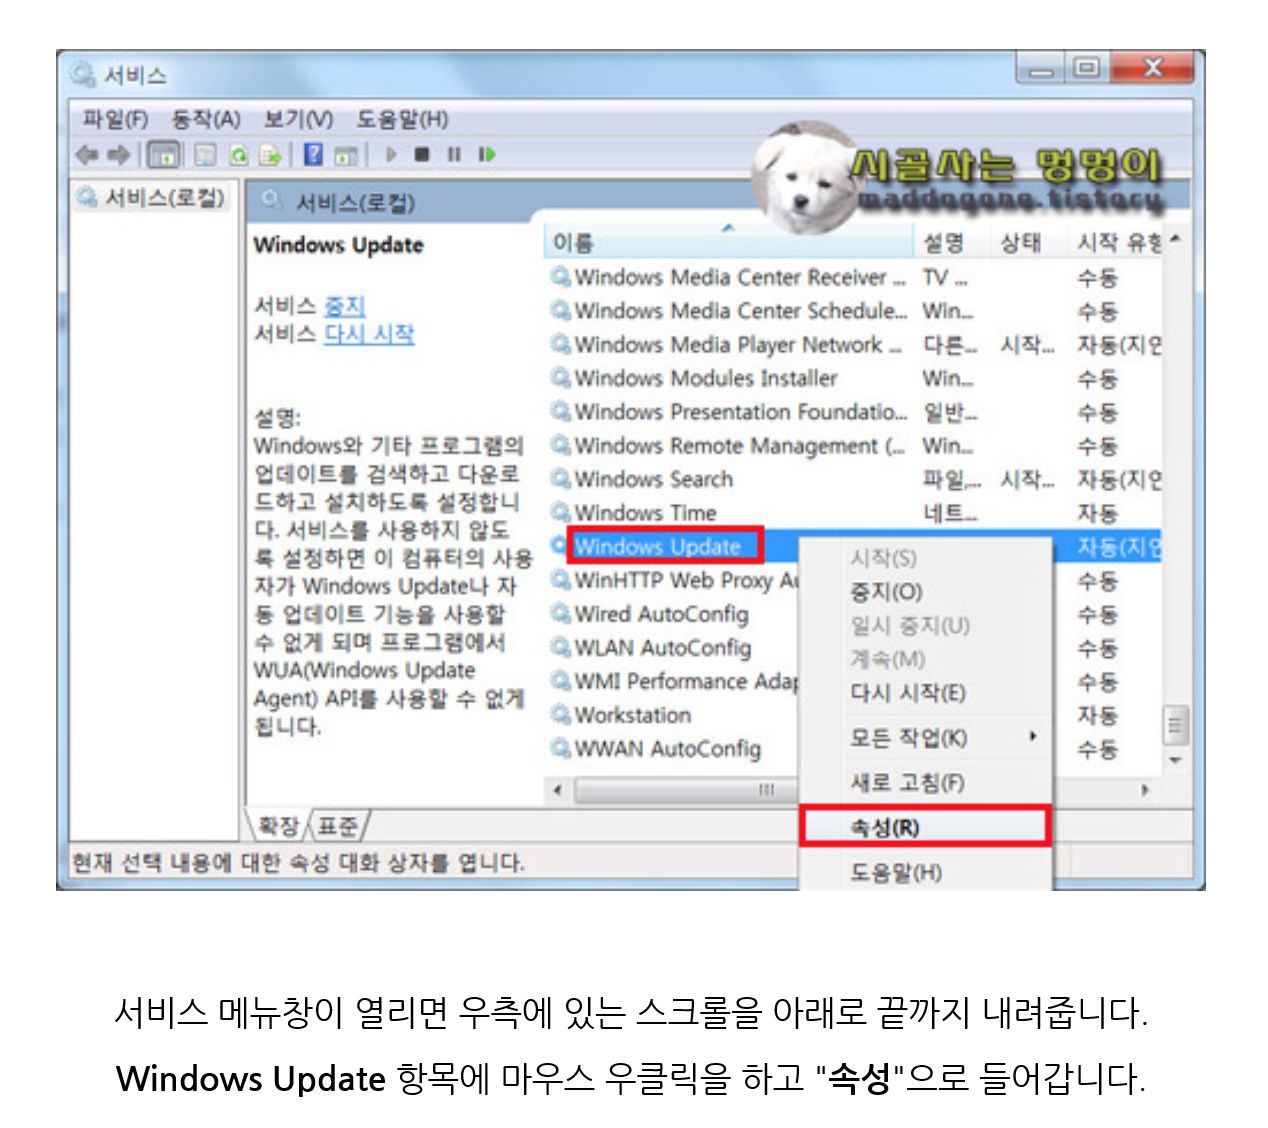 서비스
파일(F) 동작(A) 보기(V) 도움말(H)
시골사는 멍멍이
maddogong.tistory
서비스(로컬)
서비스(로컬)
Windows Update
서비스 중지
서비스 다시 시작
설명:
Windows와 기타 프로그램의
업데이트를 검색하고 다운로
드하고 설치하도록 설정합니
다. 서비스를 사용하지 않도
록 설정하면 이 컴퓨터의 사용
자가 Windows Update나 자
동 업데이트 기능을 사용할
수 없게 되며 프로그램에서
WUA(Windows Update
Agent) API를 사용할 수 없게
됩니다.
이름 설명 상태 시작 유형
Windows Media Center Receiver ... TV ... 수동
Windows Media Center Schedule... Win... 수동
Windows Media Player Network ... 다른... 시작... 자동(지연
Windows Modules Installer Win... 수동
Windows Presentation Foundatio... 일반... 수동
Windows Remote Management (... Win... 수동
Windows Search 파일,... 시작... 자동(지연
Windows Time 네트... 자동
Windows Update 자동(지연
WinHTTP Web Proxy Au 수동
Wired AutoConfig 수동
WLAN AutoConfig 수동
WMI Performance Adap 수동
Workstation 자동
WWAN AutoConfig 수동
시작(S)
중지(O)
일시 중지(U)
계속(M)
다시 시작(E)
모든 작업(K)
새로 고침(F)
속성(R)
도움말(H)
확장 표준
현재 선택 내용에 대한 속성 대화 상자를 엽니다.
서비스 메뉴창이 열리면 우측에 있는 스크롤을 아래로 끝까지 내려줍니다.
Windows Update 항목에 마우스 우클릭을 하고 "속성"으로 들어갑니다.